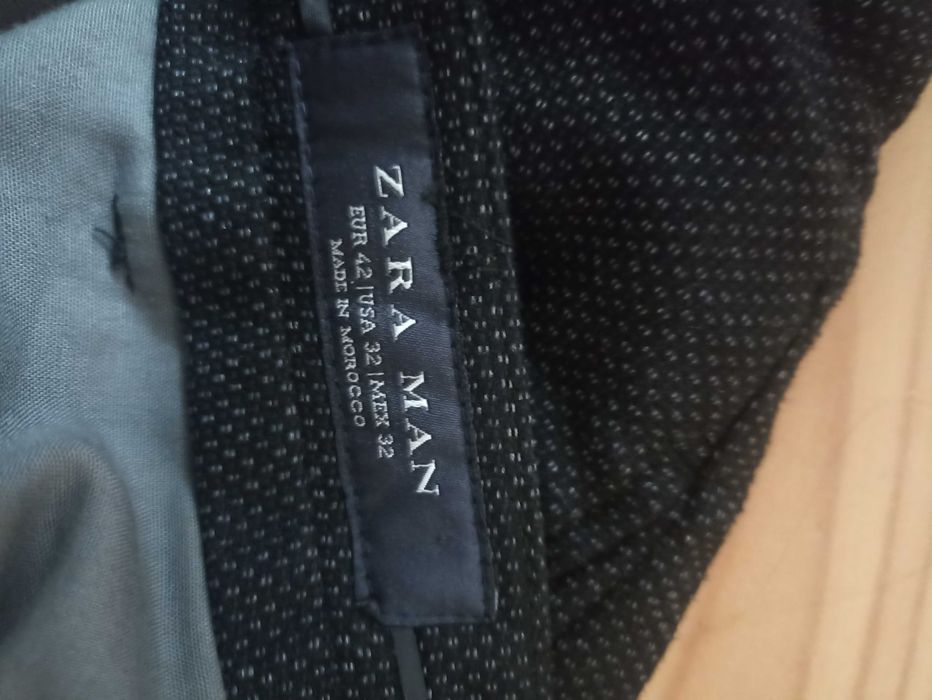 ZARA MAN
EUR 42 | USA 32 | MEX 32
MADE IN MOROCCO